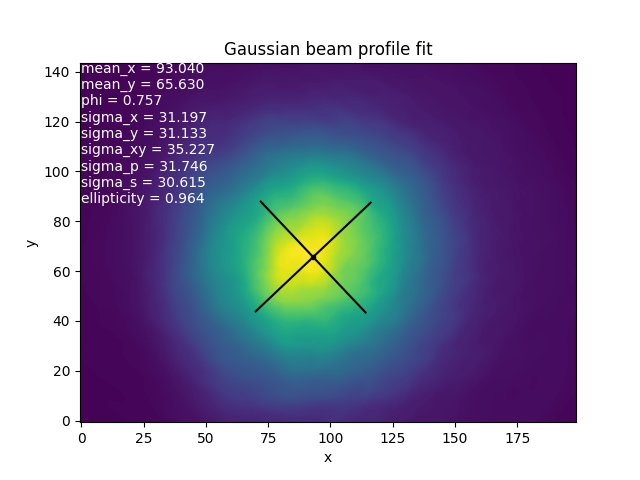 Gaussian beam profile fit
mean_x = 93.040
mean_y = 65.630
phi = 0.757
sigma_x = 31.197
sigma_y = 31.133
sigma_xy = 35.227
sigma_p = 31.746
sigma_s = 30.615
ellipticity = 0.964
140
120
100
80
60
40
20
0
y
0 25 50 75 100 125 150 175
x